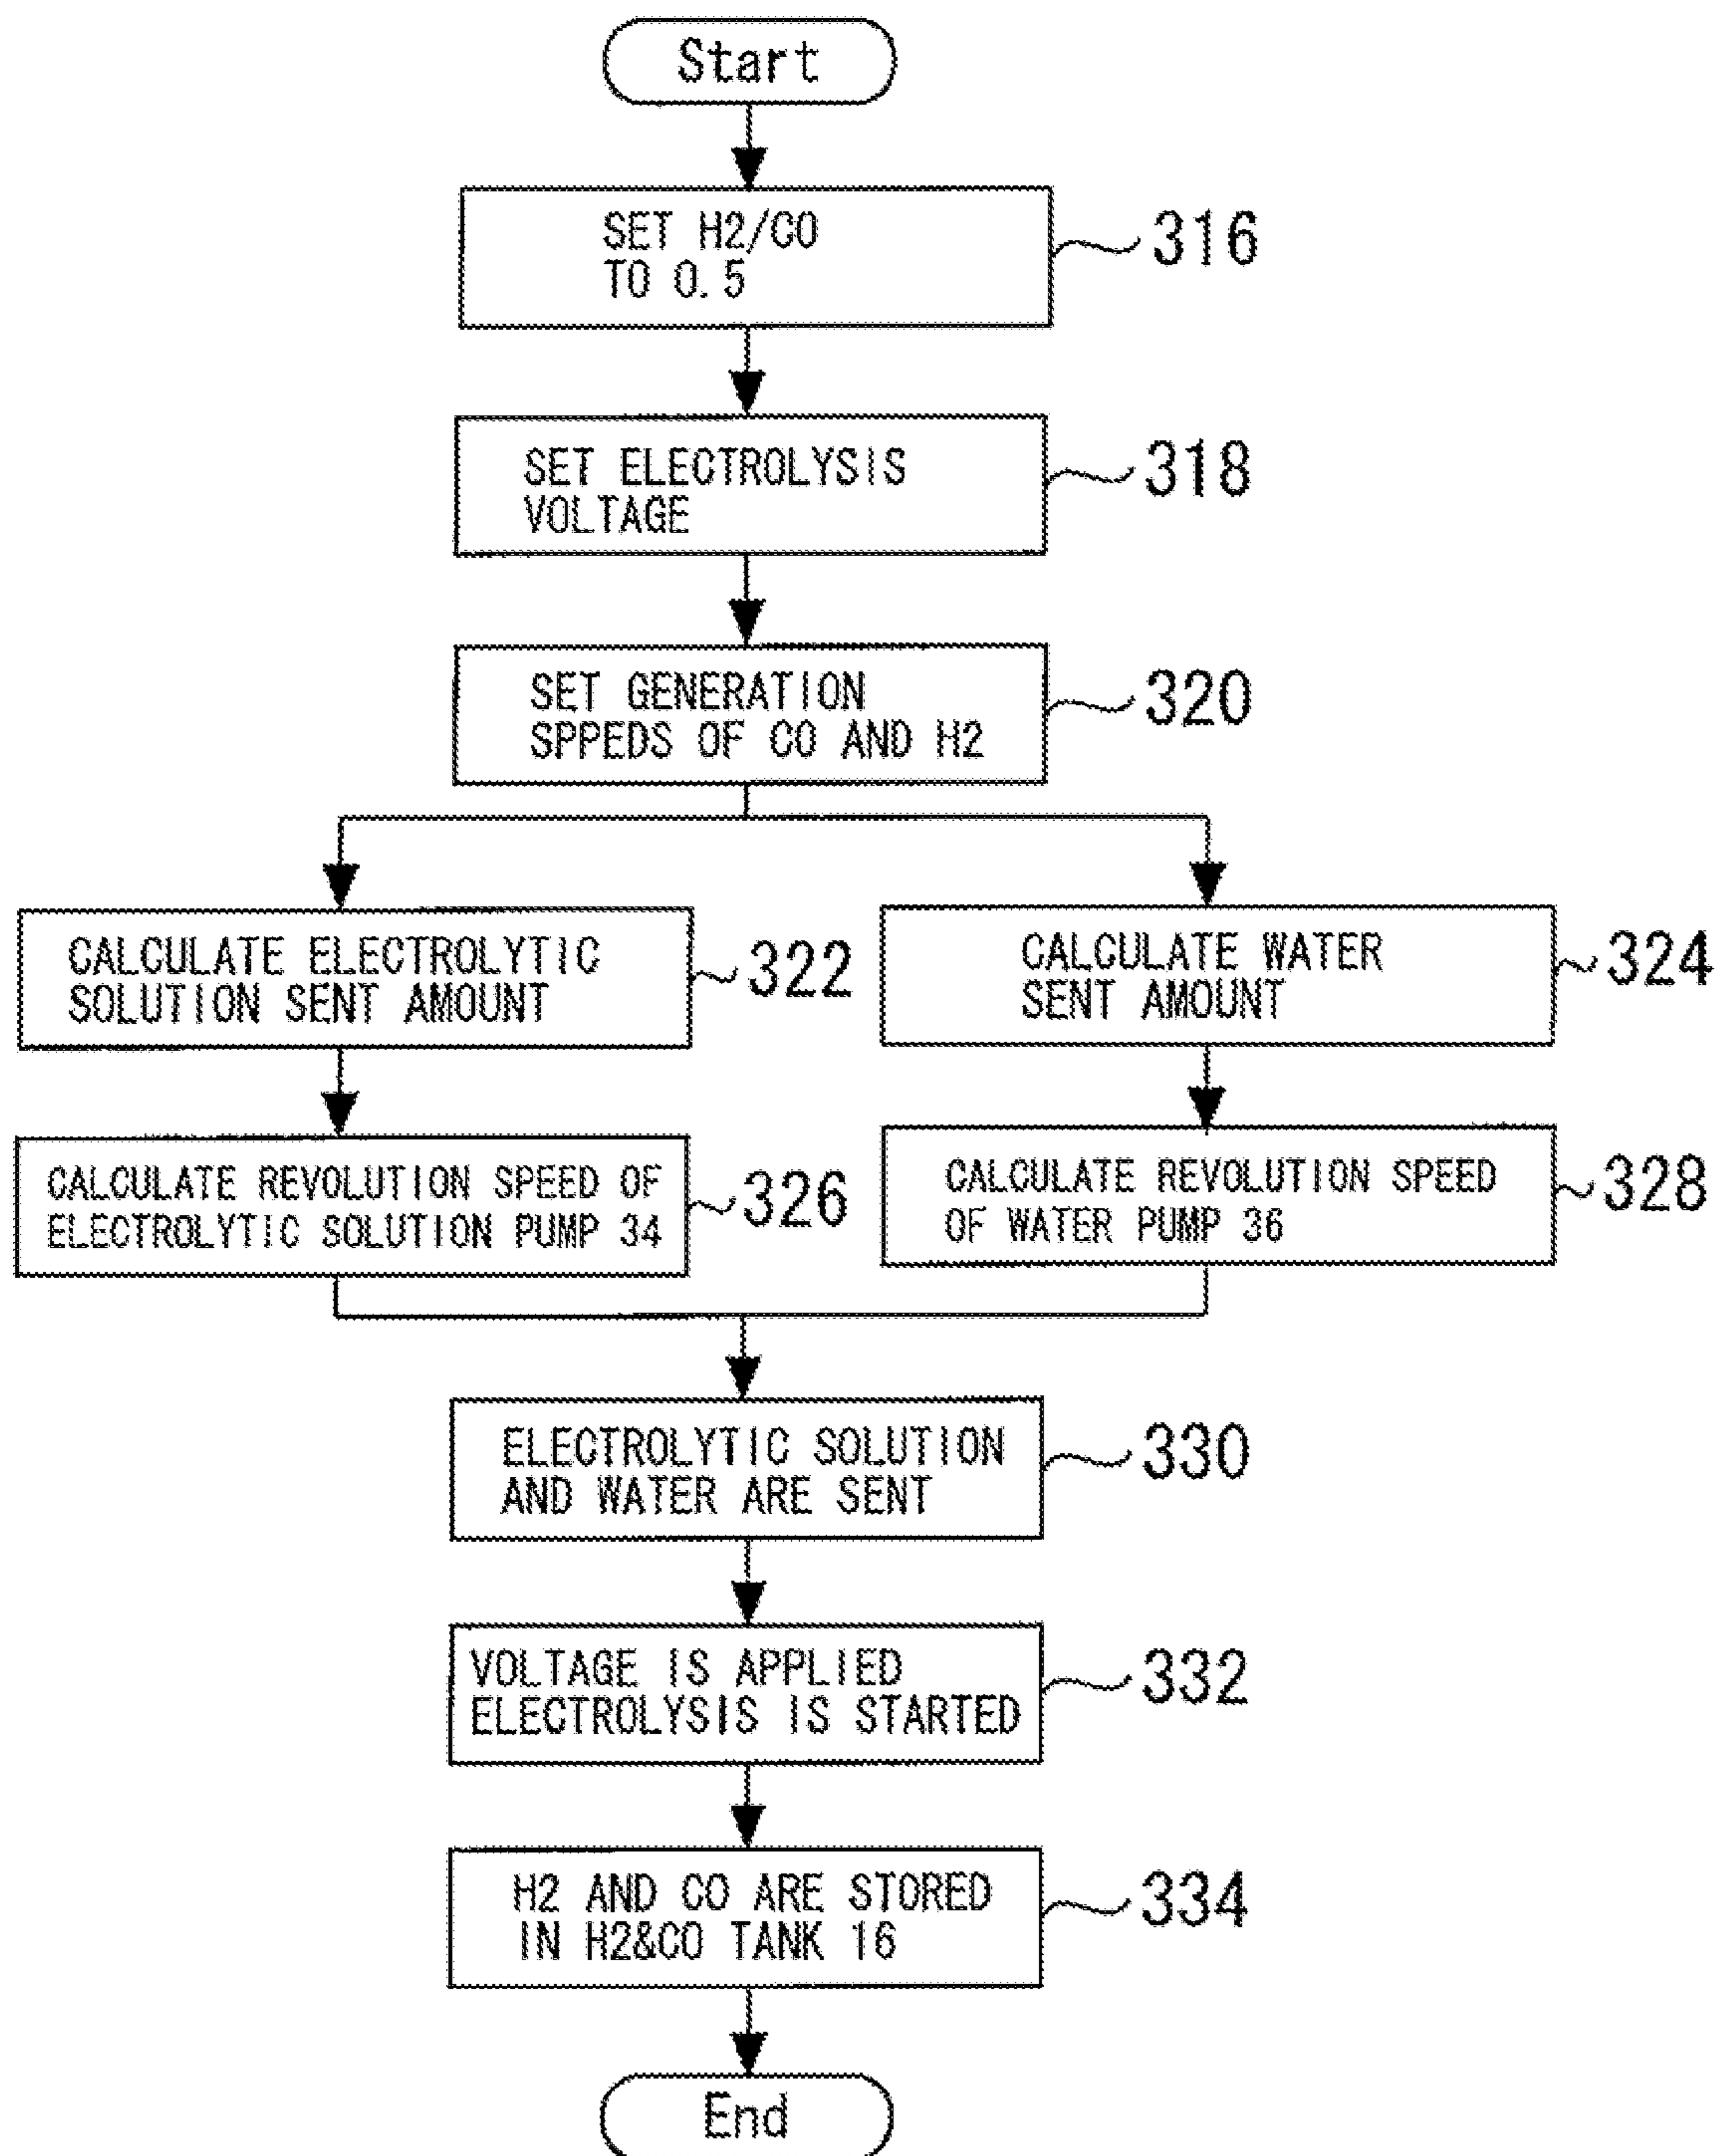 Start
SET H2/CO
TO 0.5
316
SET ELECTROLYSIS
VOLTAGE
318
SET GENERATION
SPPEDS OF CO AND H2
320
CALCULATE ELECTROLYTIC
SOLUTION SENT AMOUNT
322
CALCULATE WATER
SENT AMOUNT
324
CALCULATE REVOLUTION SPEED OF
ELECTROLYTIC SOLUTION PUMP 34
326
CALCULATE REVOLUTION SPEED
OF WATER PUMP 36
328
ELECTROLYTIC SOLUTION
AND WATER ARE SENT
330
VOLTAGE IS APPLIED
ELECTROLYSIS IS STARTED
332
H2 AND CO ARE STORED
IN H2&CO TANK 16
334
End